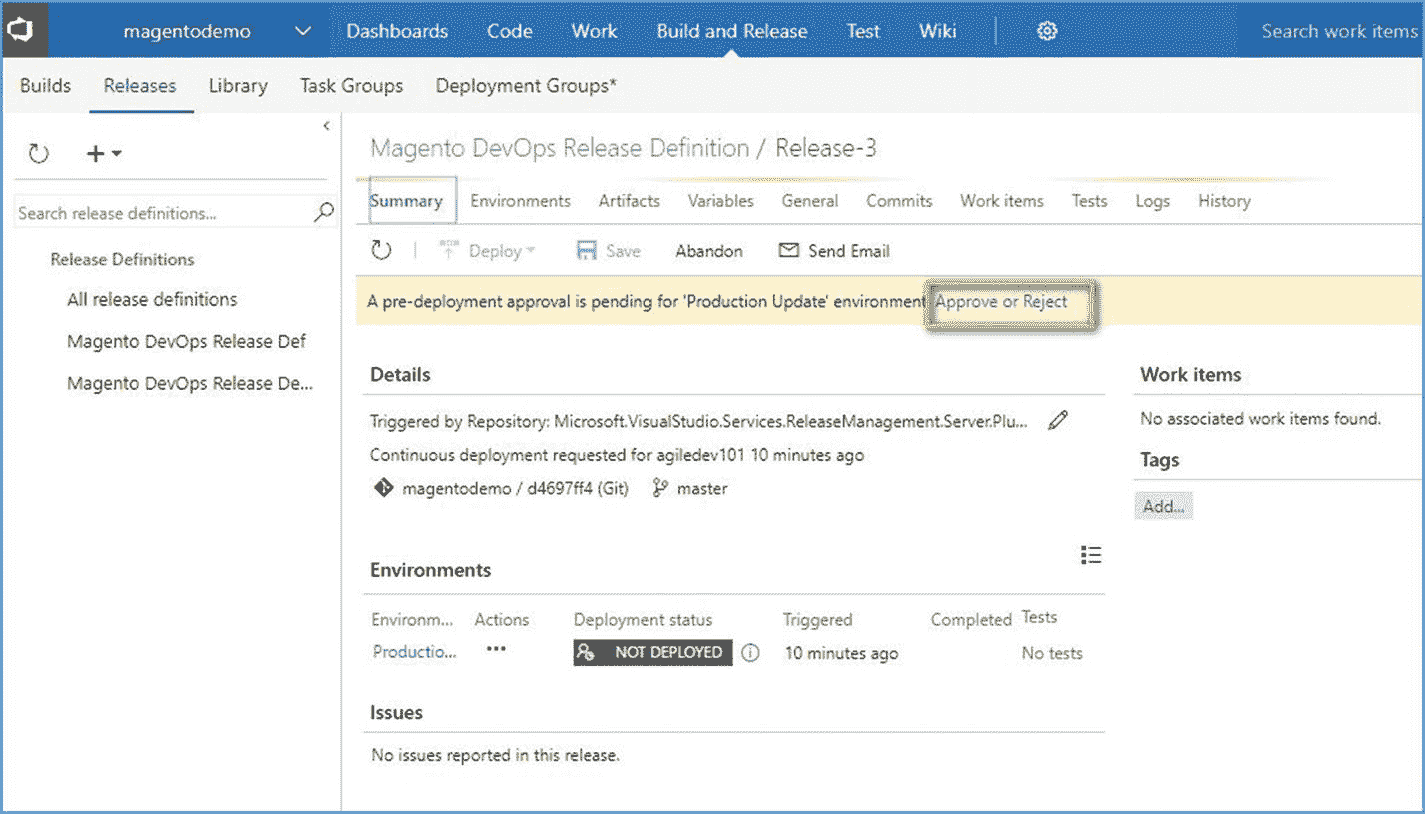 magentodemo Dashboards Code Work Build and Release Test Wiki Search work items
Builds Releases Library Task Groups Deployment Groups*
Search release definitions...
Release Definitions
All release definitions
Magento DevOps Release Def
Magento DevOps Release De...
Magento DevOps Release Definition / Release-3
Summary Environments Artifacts Variables General Commits Work items Tests Logs History
Deploy Save Abandon Send Email
A pre-deployment approval is pending for 'Production Update' environment Approve or Reject
Details
Triggered by Repository: Microsoft.VisualStudio.Services.ReleaseManagement.Server.Plu...
Continuous deployment requested for agiledev101 10 minutes ago
magentodemo / d4697ff4 (Git) master
Work items
No associated work items found.
Tags
Add...
Environments
Environm... Actions Deployment status Triggered Completed Tests
Productio... NOT DEPLOYED 10 minutes ago No tests
Issues
No issues reported in this release.